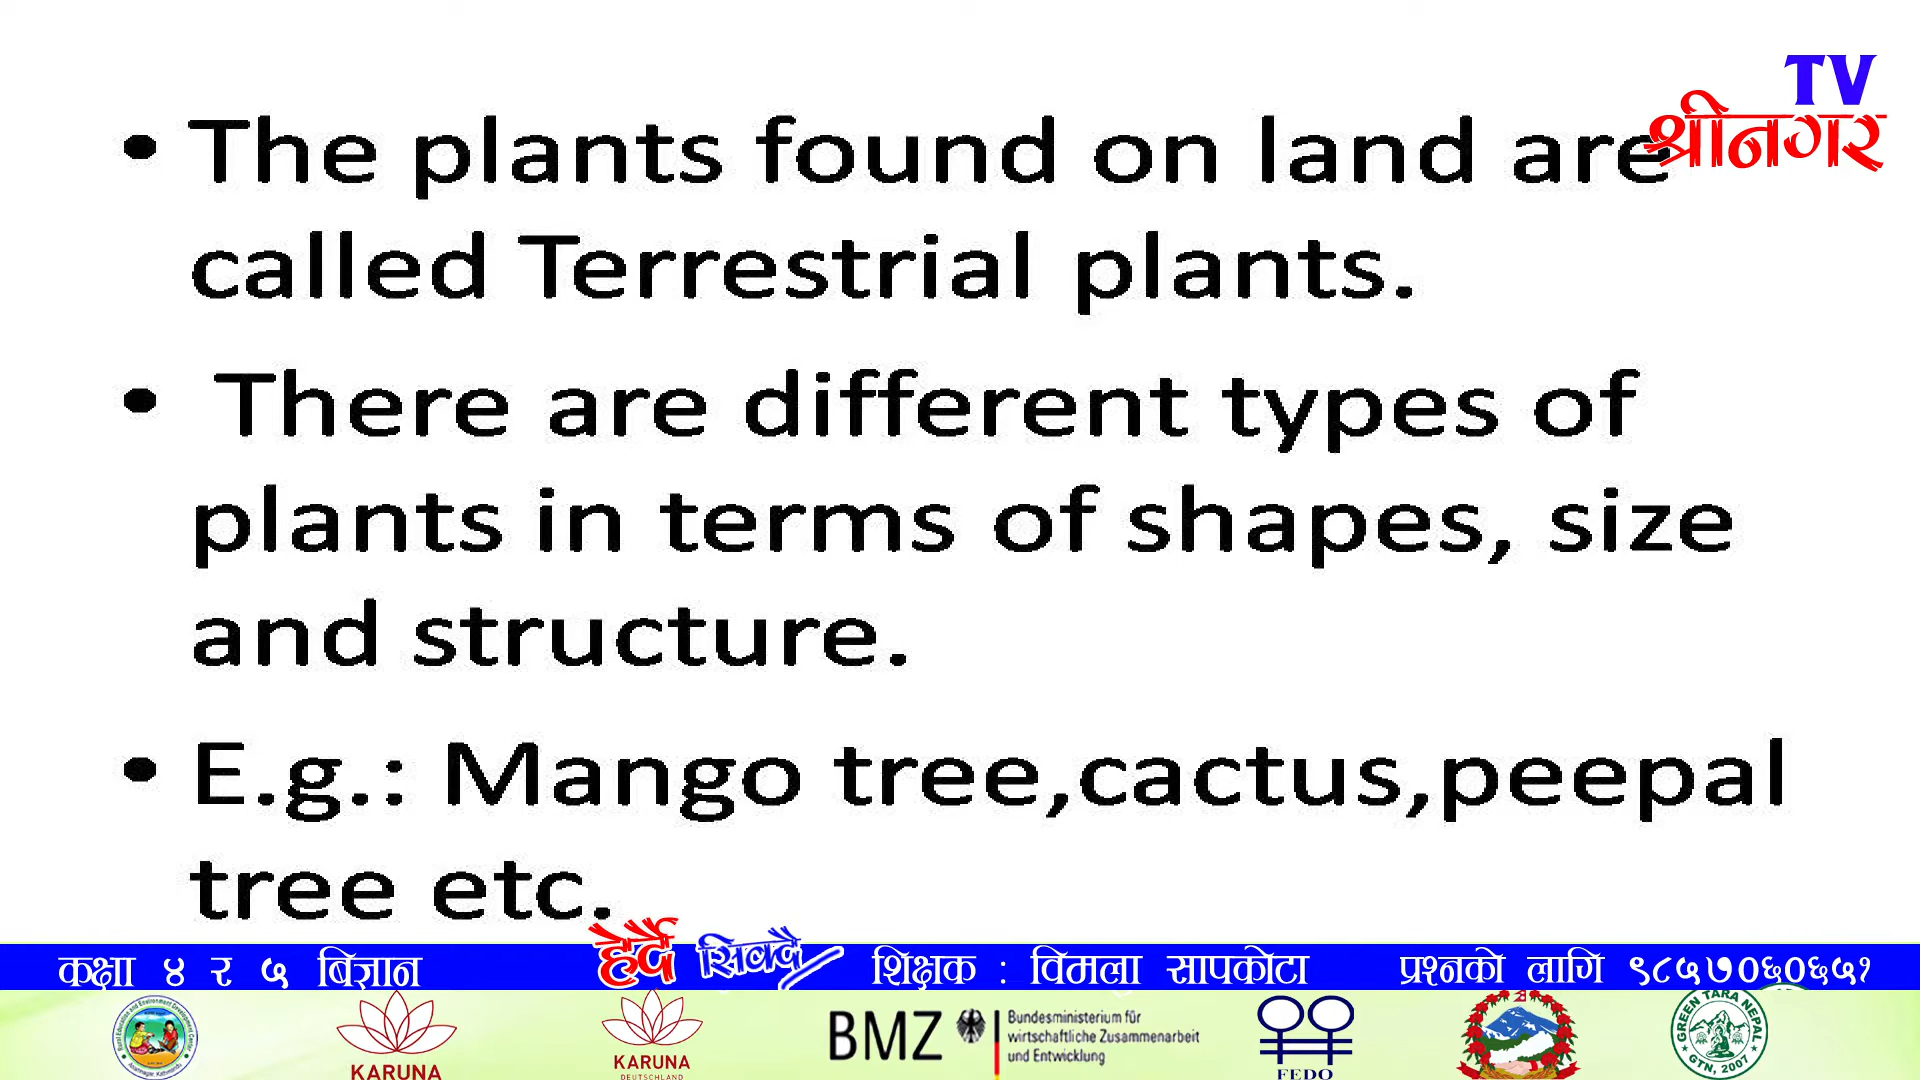 TV
श्रीनगर
• The plants found on land are
called Terrestrial plants.
• There are different types of
plants in terms of shapes, size
and structure.
• E.g.: Mango tree,cactus,peepal
tree etc.
हेर्दै सिक्दै
कक्षा ४ र ५ बिज्ञान
शिक्षक : विमला सापकोटा
प्रश्नको लागि ९८५७०६०६५१
KARUNA
KARUNA
DEUTSCHLAND
BMZ
Bundesministerium für
wirtschaftliche Zusammenarbeit
und Entwicklung
FEDO
GREEN TARA NEPAL
GTN, 2007